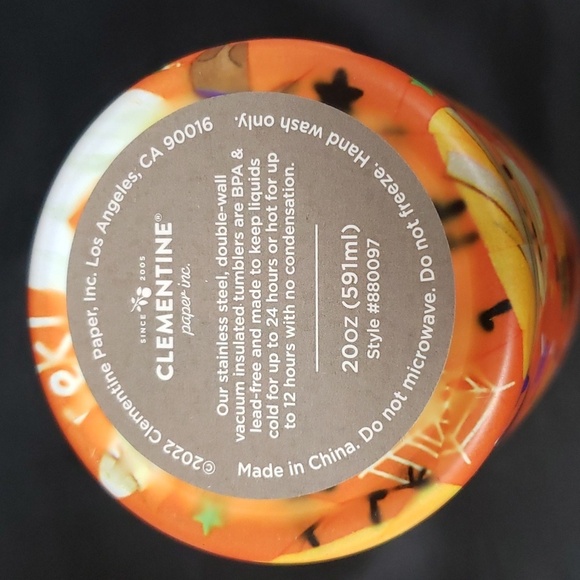 ©2022 Clementine Paper, Inc. Los Angeles, CA 90016
SINCE 2005
CLEMENTINE®
paper inc.
Our stainless steel, double-wall
vacuum insulated tumblers are BPA &
lead-free and made to keep liquids
cold for up to 24 hours or hot for up
to 12 hours with no condensation.
20oz (591ml)
Style #880097
Made in China. Do not microwave. Do not freeze. Hand wash only.